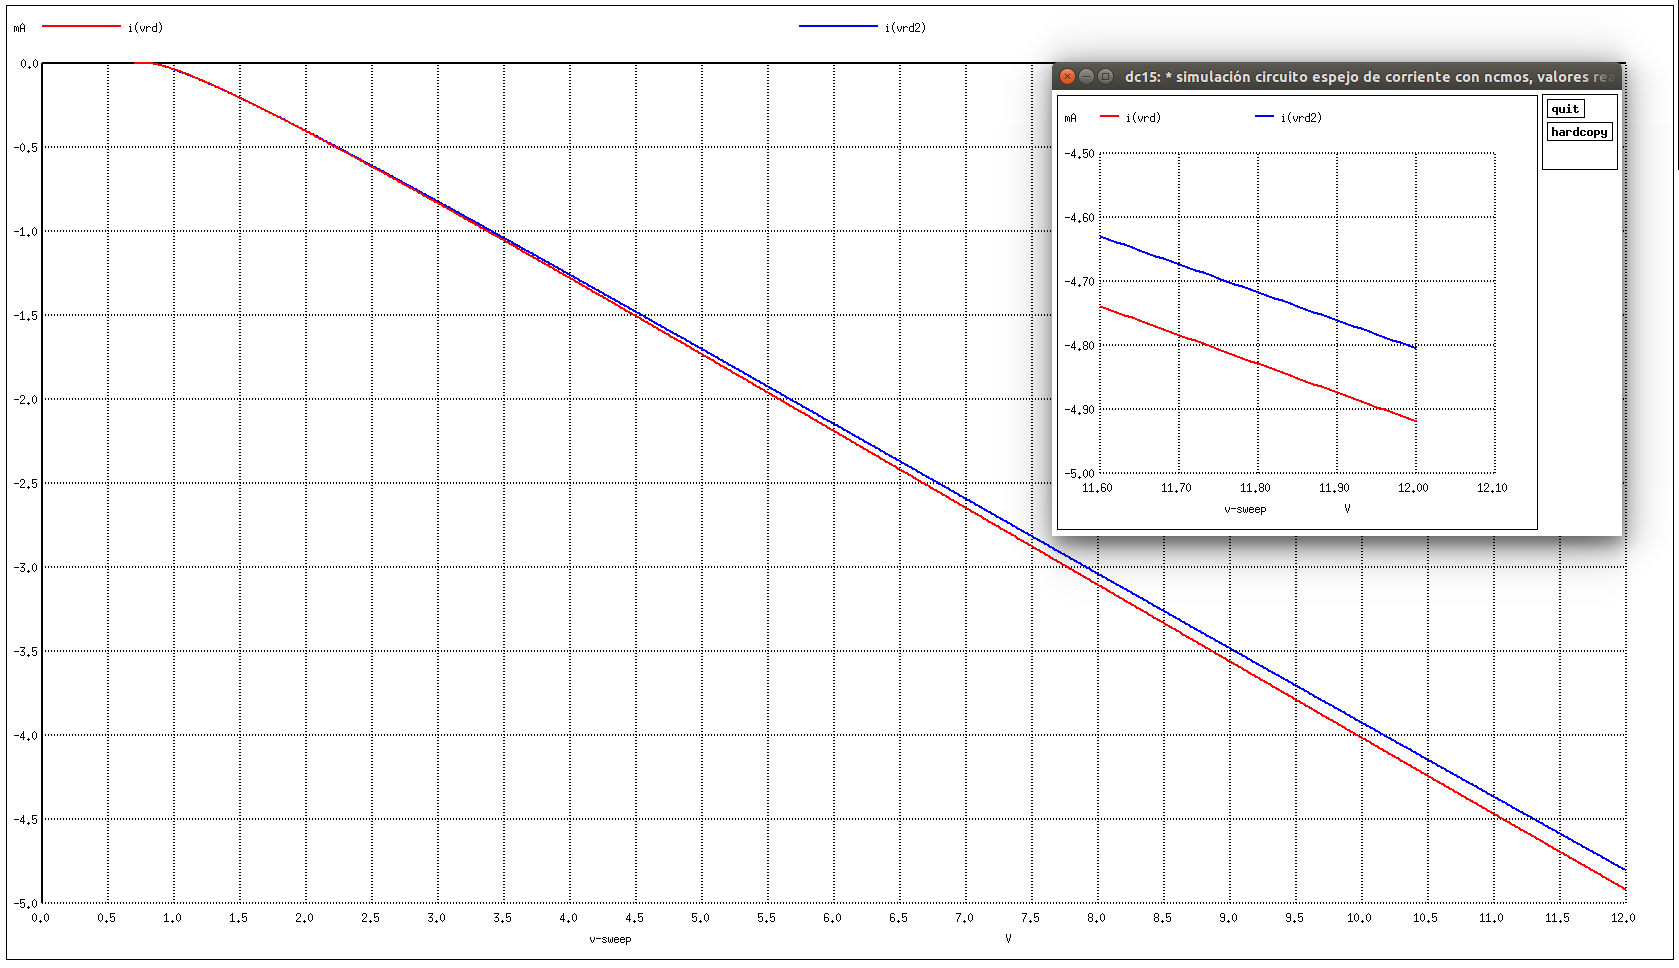 mA i(vrd) i(vrd2)
0.0
-0.5
-1.0
-1.5
-2.0
-2.5
-3.0
-3.5
-4.0
-4.5
-5.0
0.0 0.5 1.0 1.5 2.0 2.5 3.0 3.5 4.0 4.5 5.0 5.5 6.0 6.5 7.0 7.5 8.0 8.5 9.0 9.5 10.0 10.5 11.0 11.5 12.0
v-sweep V
dc15: * simulación circuito espejo de corriente con ncmos, valores rea
quit
hardcopy
mA i(vrd) i(vrd2)
-4.50
-4.60
-4.70
-4.80
-4.90
-5.00
11.60 11.70 11.80 11.90 12.00 12.10
v-sweep V